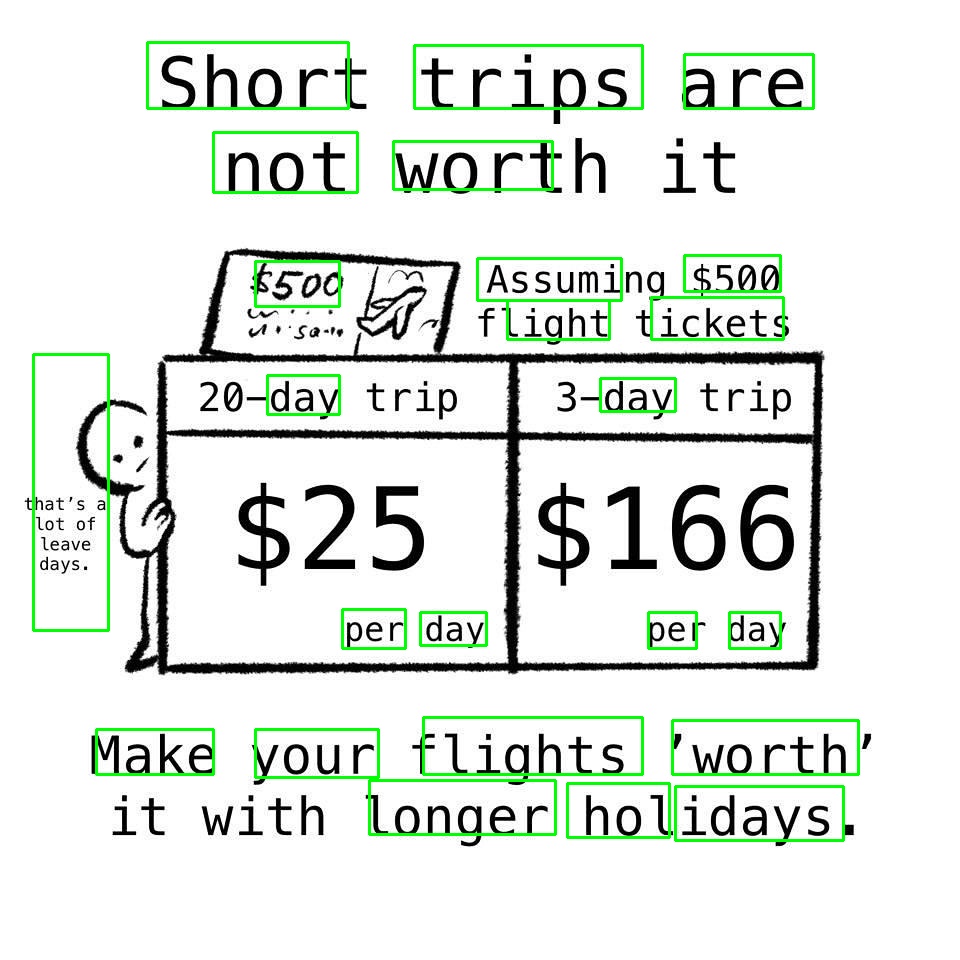 Short trips are
not worth it
$500
Assuming $500
flight tickets
20-day trip
3-day trip
that's a
lot of
leave
days.
$25
per day
$166
per day
Make your flights 'worth'
it with longer holidays.